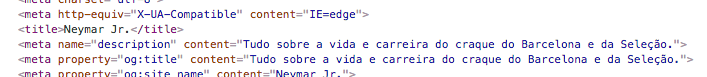 <meta http-equiv="X-UA-Compatible" content="IE=edge">
<title>Neymar Jr.</title>
<meta name="description" content="Tudo sobre a vida e carreira do craque do Barcelona e da Seleção.">
<meta property="og:title" content="Tudo sobre a vida e carreira do craque do Barcelona e da Seleção.">
<meta property="og:site_name" content="Neymar Jr.">